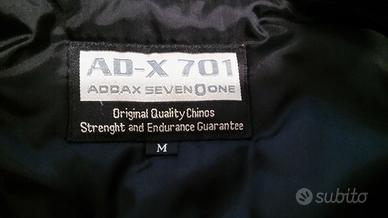 AD-X 701
ADDAX SEVEN0ONE
Original Quality Chinos
Strenght and Endurance Guarantee
M
subito